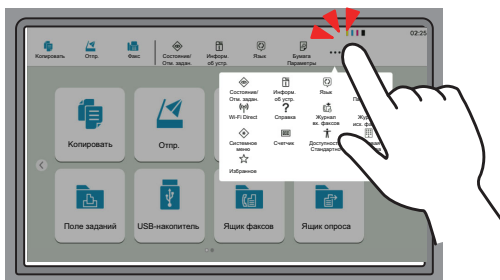 02:25
Копировать Отпр. Факс Состояние/ Информ. Язык Бумага
Отм. задан. об устр. Параметры
Состояние/ Информ. Язык
Отм. задан. об устр.
Wi-Fi Direct Справка Журнал
вх. факсов исх.
Системное Счетчик Доступность
меню
Избранное
Копировать Отпр.
Поле заданий USB-накопитель Ящик факсов Ящик опроса